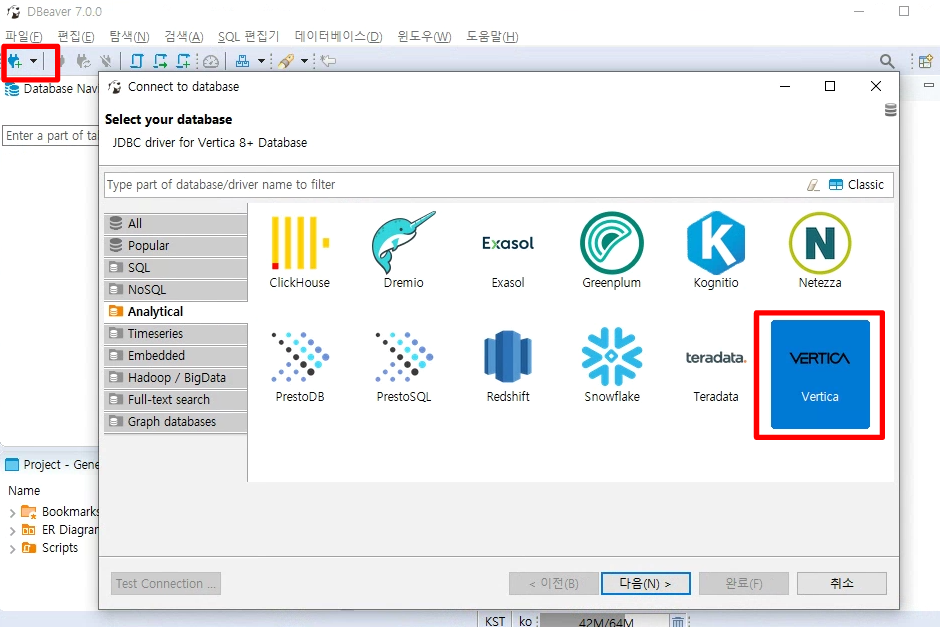 DBeaver 7.0.0
파일(F) 편집(E) 탐색(N) 검색(A) SQL 편집기 데이터베이스(D) 윈도우(W) 도움말(H)
Database Nav
Connect to database
Select your database
JDBC driver for Vertica 8+ Database
Enter a part of ta
Type part of database/driver name to filter
Classic
All
Popular
SQL
NoSQL
Analytical
Timeseries
Embedded
Hadoop / BigData
Full-text search
Graph databases
ClickHouse
Dremio
Exasol
Exasol
Greenplum
K
Kognitio
N
Netezza
PrestoDB
PrestoSQL
Redshift
Snowflake
teradata.
Teradata
VERTICA
Vertica
Project - Gene
Name
Bookmarks
ER Diagran
Scripts
Test Connection ...
< 이전(B)
다음(N) >
완료(F)
취소
KST
ko
42M/64M